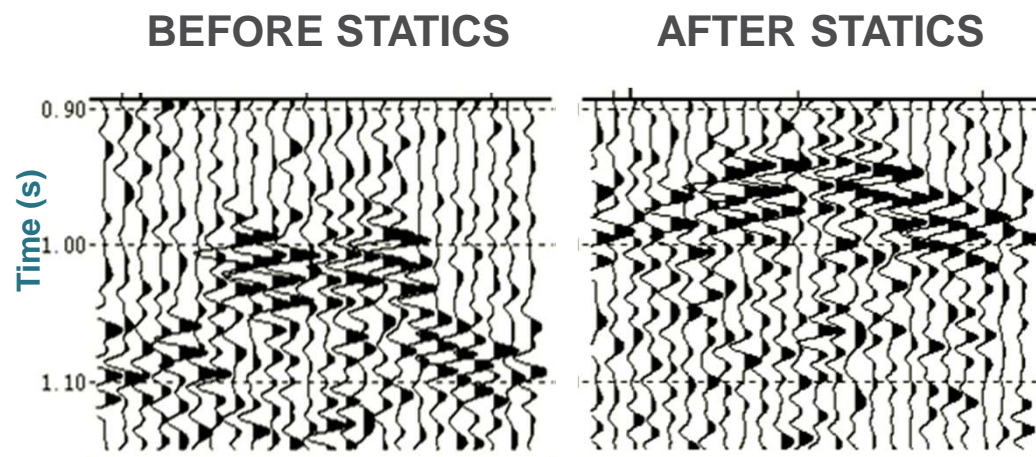 BEFORE STATICS
AFTER STATICS
Time (s)
0.90
1.00
1.10